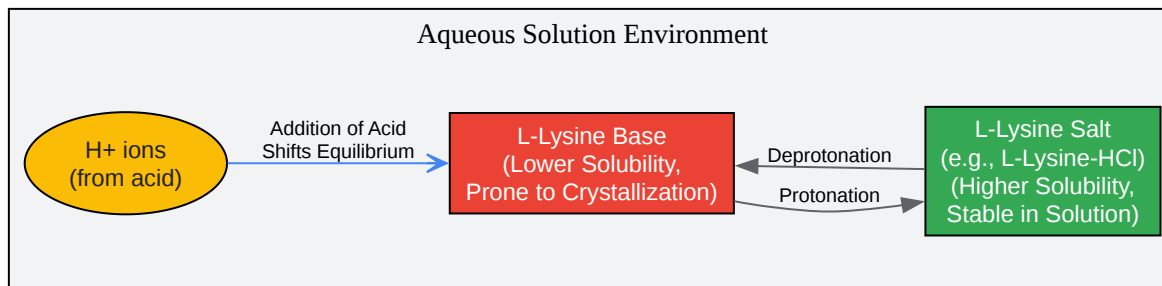 Aqueous Solution Environment
H+ ions
(from acid)
Addition of Acid
Shifts Equilibrium
L-Lysine Base
(Lower Solubility,
Prone to Crystallization)
Deprotonation
Protonation
L-Lysine Salt
(e.g., L-Lysine-HCl)
(Higher Solubility,
Stable in Solution)